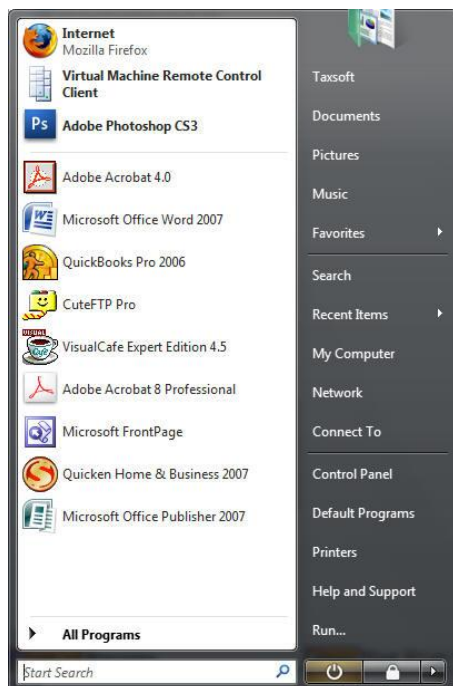 Internet
Mozilla Firefox
Virtual Machine Remote Control
Client
Ps
Adobe Photoshop CS3
Adobe Acrobat 4.0
W
Microsoft Office Word 2007
QuickBooks Pro 2006
CuteFTP Pro
VISUAL
Café
VisualCafe Expert Edition 4.5
Adobe Acrobat 8 Professional
Microsoft FrontPage
Quicken Home & Business 2007
Microsoft Office Publisher 2007
All Programs
Start Search
Taxsoft
Documents
Pictures
Music
Favorites
Search
Recent Items
My Computer
Network
Connect To
Control Panel
Default Programs
Printers
Help and Support
Run...